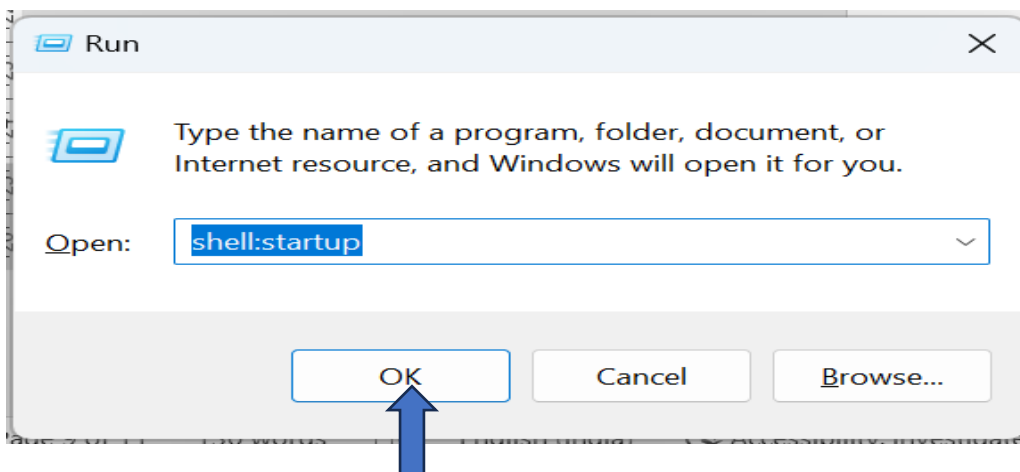 Run
Type the name of a program, folder, document, or
Internet resource, and Windows will open it for you.
Open: shell:startup
OK Cancel Browse...